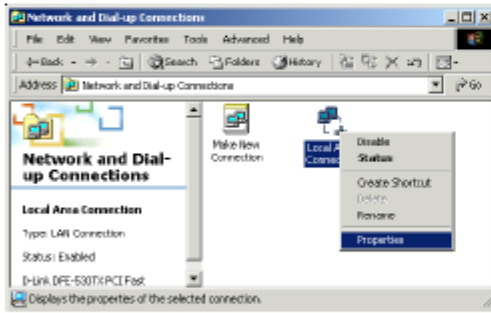 Network and Dial-up Connections
File Edit View Favorites Tools Advanced Help
Back Search Folders History
Address Network and Dial-up Connections Go
Network and Dial-up Connections
Local Area Connection
Type: LAN Connection
Status: Enabled
D-Link DFE-530TX PCI Fast
Make New Connection
Local A
Connec
Disable
Status
Create Shortcut
Delete
Rename
Properties
Displays the properties of the selected connection.